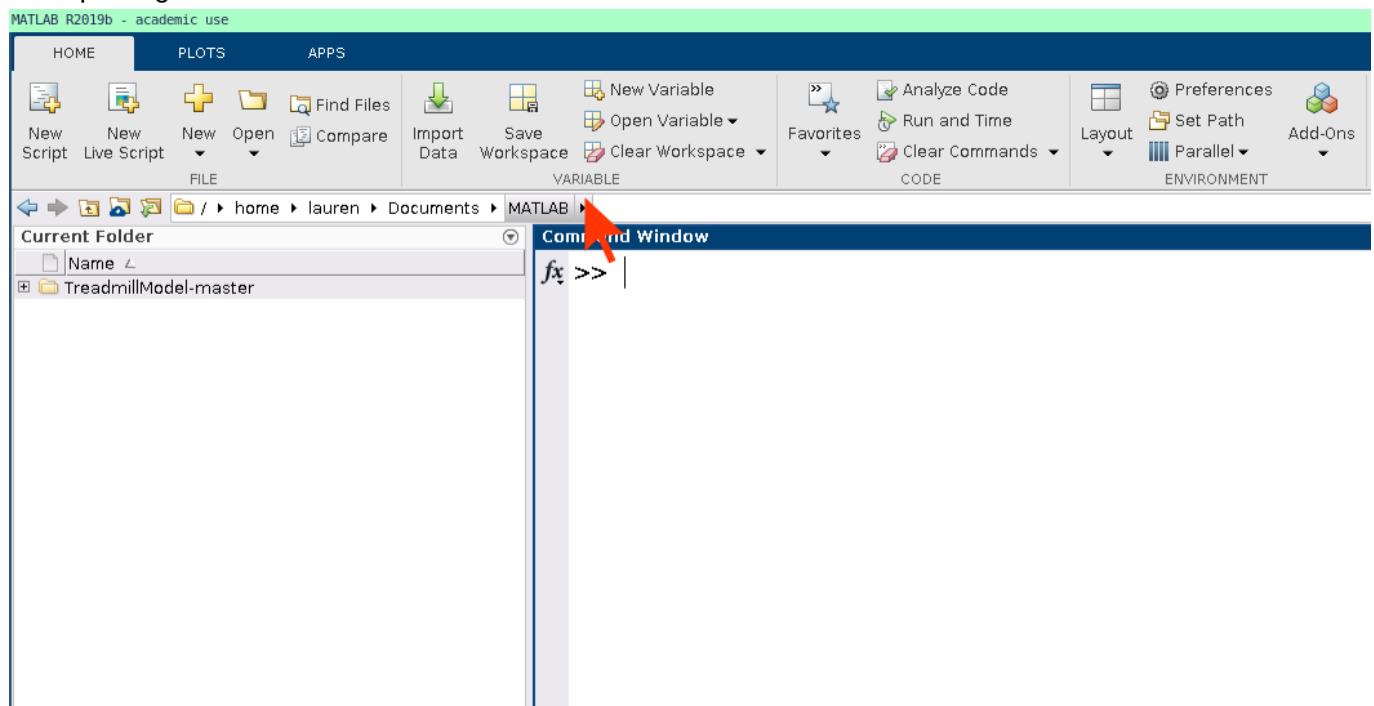 MATLAB R2019b - academic use
HOME PLOTS APPS
New Script
New Live Script
New
Open
Find Files
Compare
FILE
Import Data
Save Workspace
New Variable
Open Variable
Clear Workspace
VARIABLE
Favorites
Analyze Code
Run and Time
Clear Commands
CODE
Layout
Preferences
Set Path
Parallel
ENVIRONMENT
Add-Ons
/ home lauren Documents MATLAB
Current Folder
Name
TreadmillModel-master
Window
fx >>